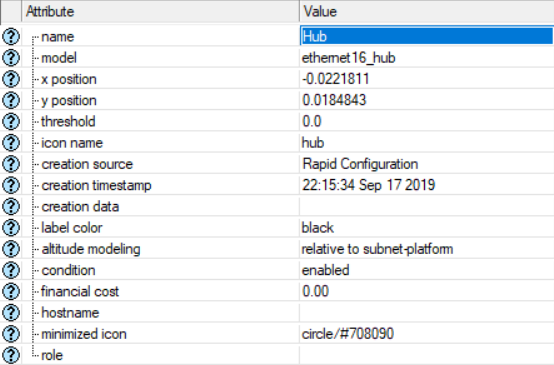 Attribute Value
name Hub
model ethernet16_hub
x position -0.0221811
y position 0.0184843
threshold 0.0
icon name hub
creation source Rapid Configuration
creation timestamp 22:15:34 Sep 17 2019
creation data
label color black
altitude modeling relative to subnet-platform
condition enabled
financial cost 0.00
hostname
minimized icon circle/#708090
role